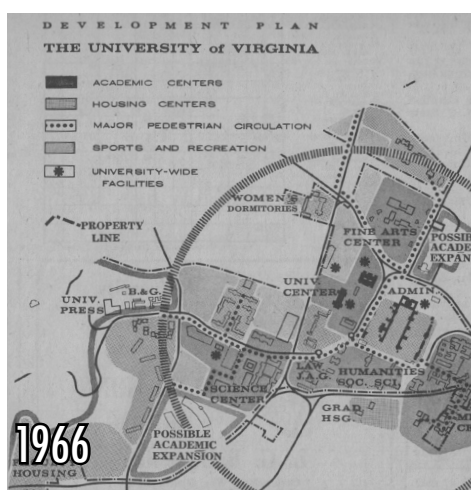 DEVELOPMENT PLAN
THE UNIVERSITY of VIRGINIA
ACADEMIC CENTERS
HOUSING CENTERS
MAJOR PEDESTRIAN CIRCULATION
SPORTS AND RECREATION
UNIVERSITY-WIDE
FACILITIES
WOMEN'S
DORMITORIES
PROPERTY
LINE
FINE ARTS
CENTER
POSSI
ACADE
EXPAN
UNIV.
CENTER
ADMIN.
B.&G.
UNIV.
PRESS
LAW
J.A.G.
HUMANITIES
SOC. SCI.
SCIENCE
CENTER
GRAD.
HSG.
POSSIBLE
ACADEMIC
EXPANSION
1966
HOUSING